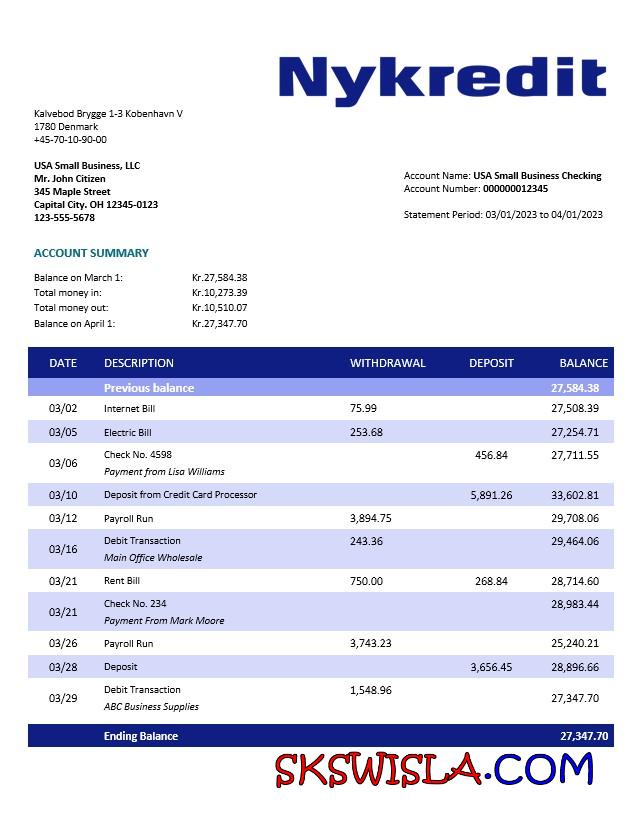 Nykredit
Kalvebod Brygge 1-3 Kobenhavn V
1780 Denmark
+45-70-10-90-00
USA Small Business, LLC
Mr. John Citizen
345 Maple Street
Capital City. OH 12345-0123
123-555-5678
Account Name: USA Small Business Checking
Account Number: 000000012345
Statement Period: 03/01/2023 to 04/01/2023
ACCOUNT SUMMARY
Balance on March 1: Kr.27,584.38
Total money in: Kr.10,273.39
Total money out: Kr.10,510.07
Balance on April 1: Kr.27,347.70
DATE DESCRIPTION WITHDRAWAL DEPOSIT BALANCE
Previous balance 27,584.38
03/02 Internet Bill 75.99 27,508.39
03/05 Electric Bill 253.68 27,254.71
03/06 Check No. 4598 456.84 27,711.55
Payment from Lisa Williams
03/10 Deposit from Credit Card Processor 5,891.26 33,602.81
03/12 Payroll Run 3,894.75 29,708.06
03/16 Debit Transaction 243.36 29,464.06
Main Office Wholesale
03/21 Rent Bill 750.00 268.84 28,714.60
03/21 Check No. 234 28,983.44
Payment From Mark Moore
03/26 Payroll Run 3,743.23 25,240.21
03/28 Deposit 3,656.45 28,896.66
03/29 Debit Transaction 1,548.96 27,347.70
ABC Business Supplies
Ending Balance 27,347.70
SKSWISLA.COM